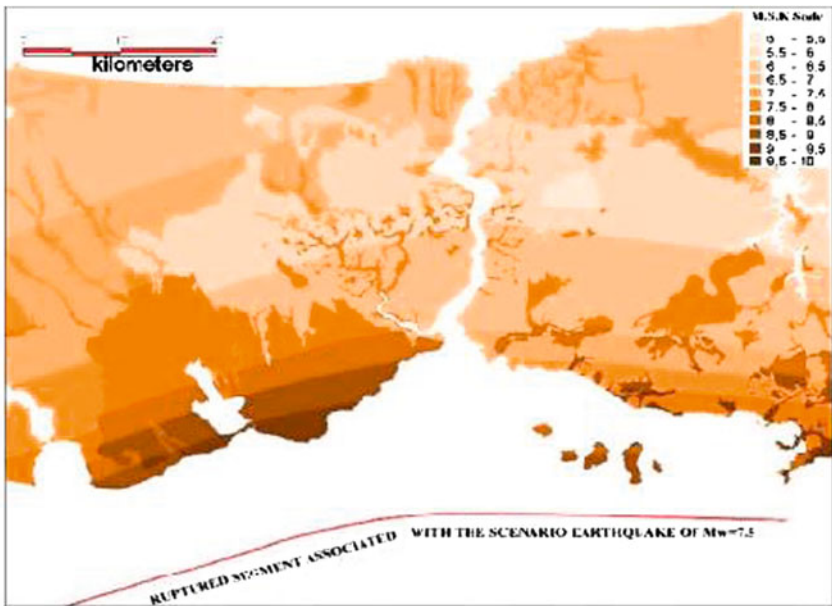 M.S.K Scale
5 - 5.5
5.5 - 6
6 - 6.5
6.5 - 7
7 - 7.5
7.5 - 8
8 - 8.5
8.5 - 9
9 - 9.5
9.5 - 10
kilometers
RUPTURED SEGMENT ASSOCIATED WITH THE SCENARIO EARTHQUAKE OF Mw=7.5